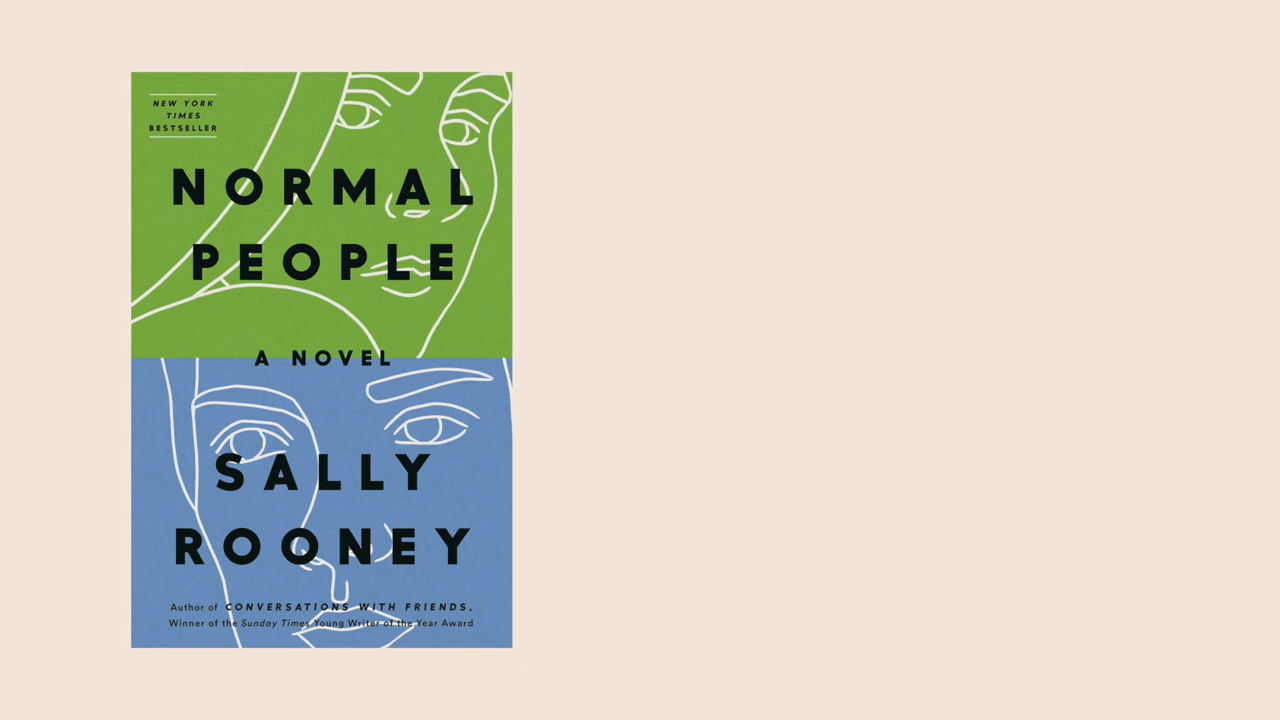 NEW YORK
TIMES
BESTSELLER
NORMAL
PEOPLE
A NOVEL
SALLY
ROONEY
Author of CONVERSATIONS WITH FRIENDS,
Winner of the Sunday Times Young Writer of the Year Award